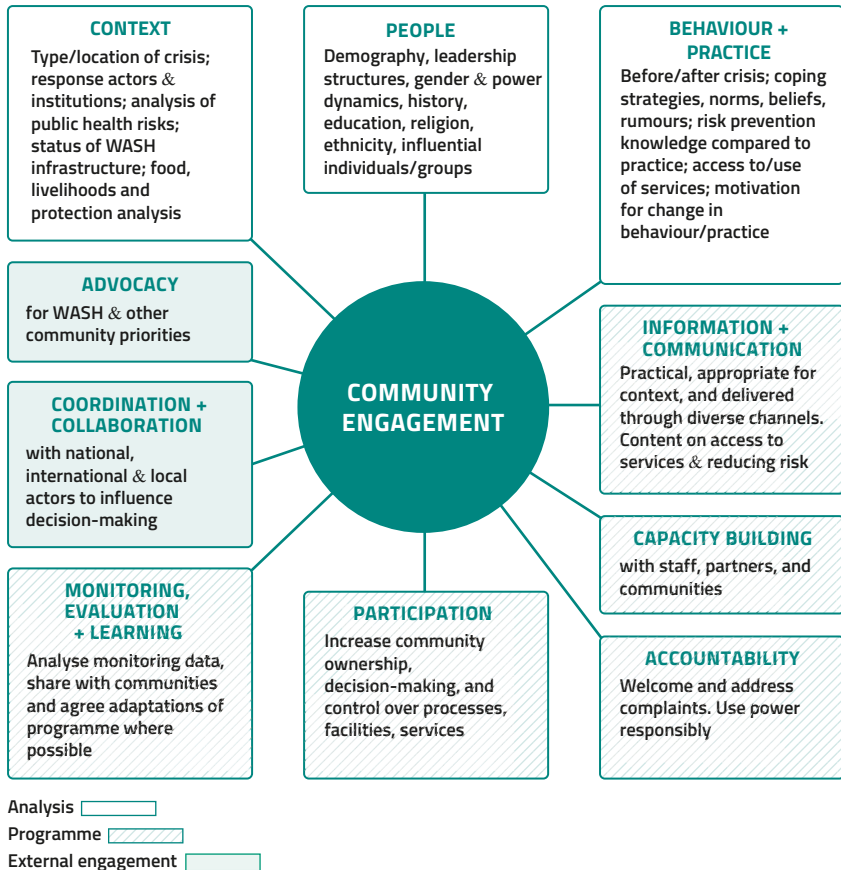 CONTEXT
Type/location of crisis;
response actors &
institutions; analysis of
public health risks;
status of WASH
infrastructure; food,
livelihoods and
protection analysis
PEOPLE
Demography, leadership
structures, gender & power
dynamics, history,
education, religion,
ethnicity, influential
individuals/groups
BEHAVIOUR +
PRACTICE
Before/after crisis; coping
strategies, norms, beliefs,
rumours; risk prevention
knowledge compared to
practice; access to/use
of services; motivation
for change in
behaviour/practice
ADVOCACY
for WASH & other
community priorities
COORDINATION +
COLLABORATION
with national,
international & local
actors to influence
decision-making
COMMUNITY
ENGAGEMENT
INFORMATION +
COMMUNICATION
Practical, appropriate for
context, and delivered
through diverse channels.
Content on access to
services & reducing risk
CAPACITY BUILDING
with staff, partners, and
communities
MONITORING,
EVALUATION
+ LEARNING
Analyse monitoring data,
share with communities
and agree adaptations of
programme where
possible
PARTICIPATION
Increase community
ownership,
decision-making, and
control over processes,
facilities, services
ACCOUNTABILITY
Welcome and address
complaints. Use power
responsibly
Analysis
Programme
External engagement